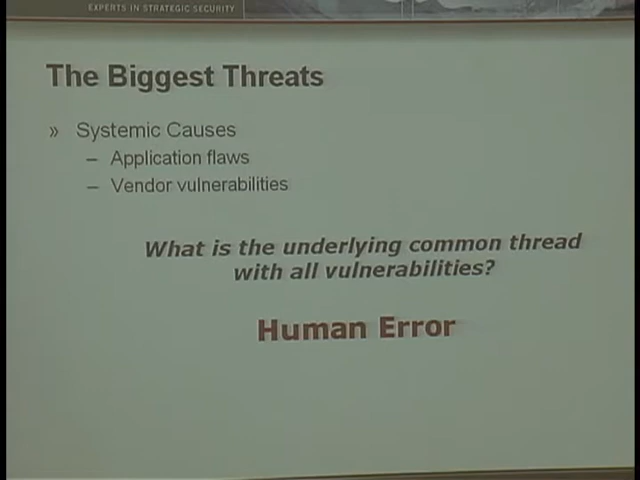 EXPERTS IN STRATEGIC SECURITY
The Biggest Threats
» Systemic Causes
– Application flaws
– Vendor vulnerabilities
What is the underlying common thread
with all vulnerabilities?
Human Error